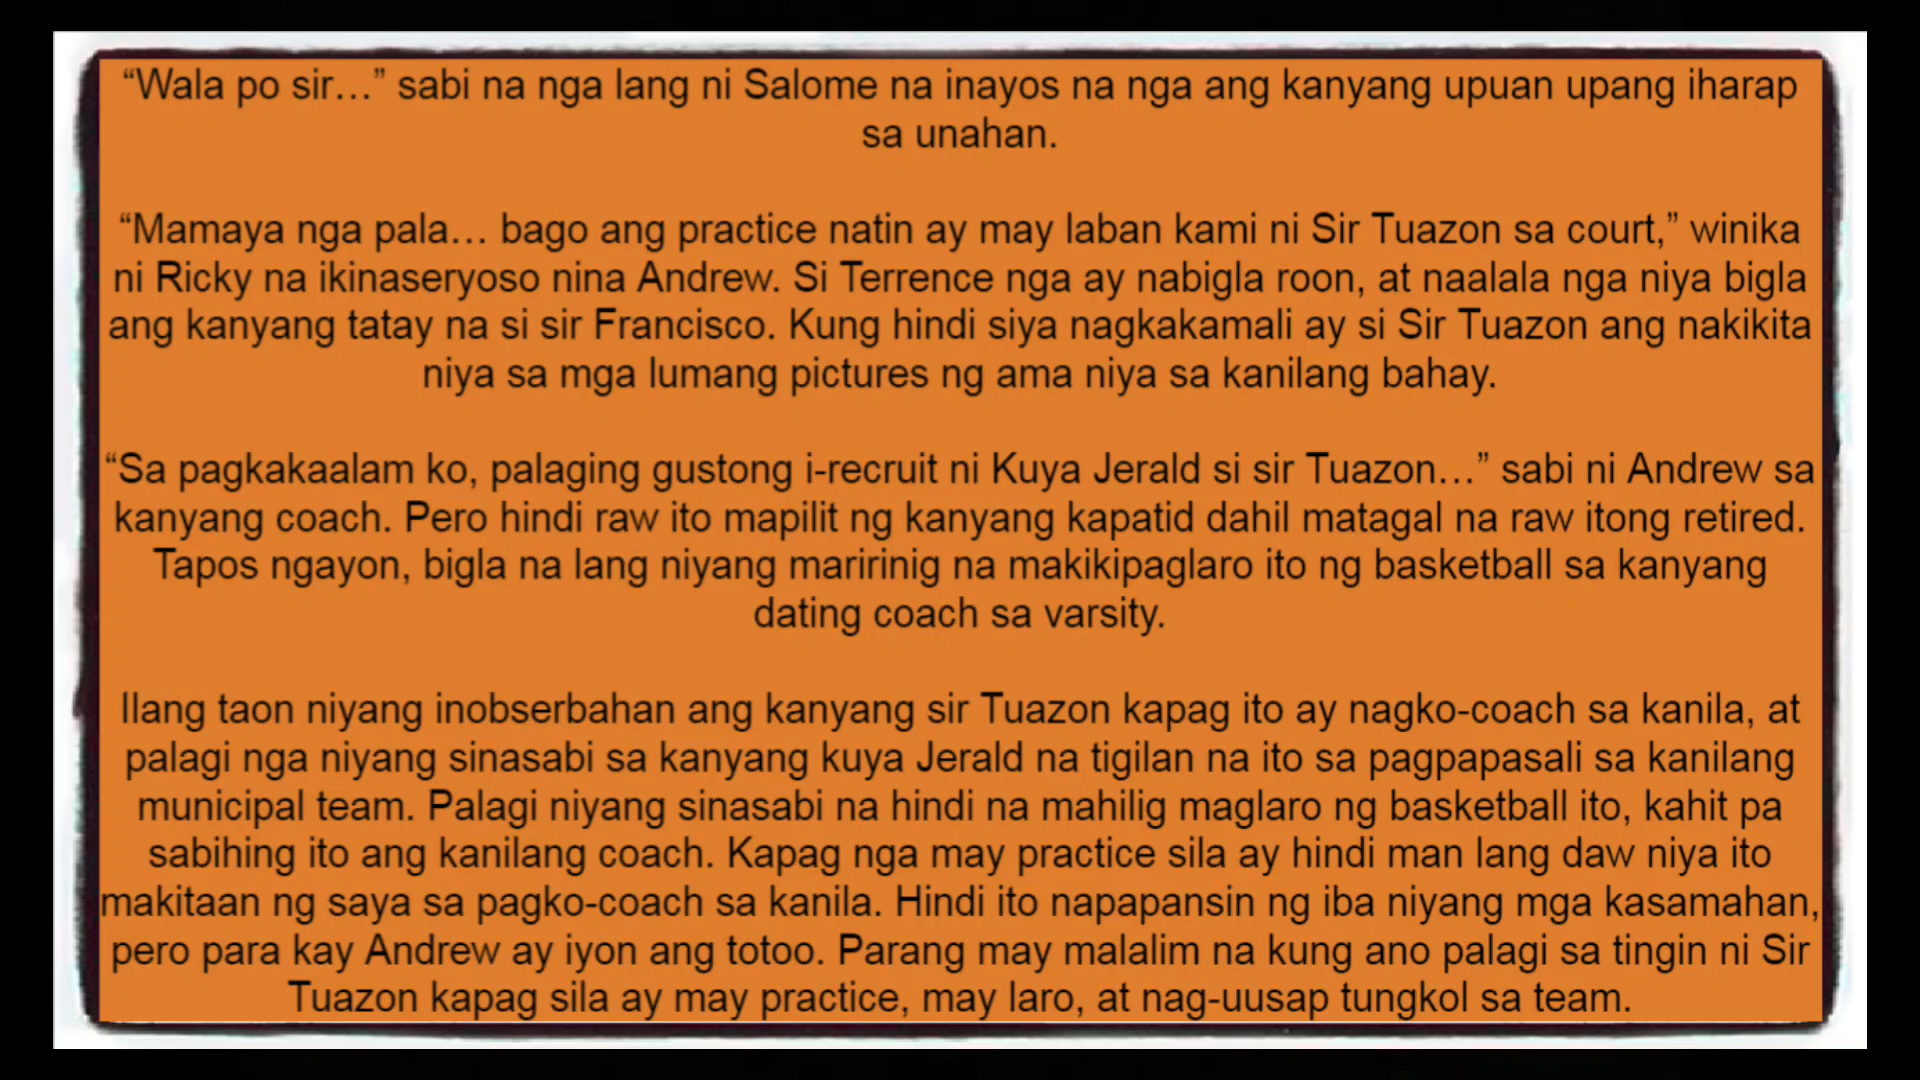 “Wala po sir…” sabi na nga lang ni Salome na inayos na nga ang kanyang upuan upang iharap
sa unahan.
“Mamaya nga pala… bago ang practice natin ay may laban kami ni Sir Tuazon sa court,” winika
ni Ricky na ikinaseryoso nina Andrew. Si Terrence nga ay nabigla roon, at naalala nga niya bigla
ang kanyang tatay na si sir Francisco. Kung hindi siya nagkakamali ay si Sir Tuazon ang nakikita
niya sa mga lumang pictures ng ama niya sa kanilang bahay.
“Sa pagkakaalam ko, palaging gustong i-recruit ni Kuya Jerald si sir Tuazon…” sabi ni Andrew sa
kanyang coach. Pero hindi raw ito mapilit ng kanyang kapatid dahil matagal na raw itong retired.
Tapos ngayon, bigla na lang niyang maririnig na makikipaglaro ito ng basketball sa kanyang
dating coach sa varsity.
Ilang taon niyang inobserbahan ang kanyang sir Tuazon kapag ito ay nagko-coach sa kanila, at
palagi nga niyang sinasabi sa kanyang kuya Jerald na tigilan na ito sa pagpapasali sa kanilang
municipal team. Palagi niyang sinasabi na hindi na mahilig maglaro ng basketball ito, kahit pa
sabihing ito ang kanilang coach. Kapag nga may practice sila ay hindi man lang daw niya ito
makitaan ng saya sa pagko-coach sa kanila. Hindi ito napapansin ng iba niyang mga kasamahan,
pero para kay Andrew ay iyon ang totoo. Parang may malalim na kung ano palagi sa tingin ni Sir
Tuazon kapag sila ay may practice, may laro, at nag-uusap tungkol sa team.